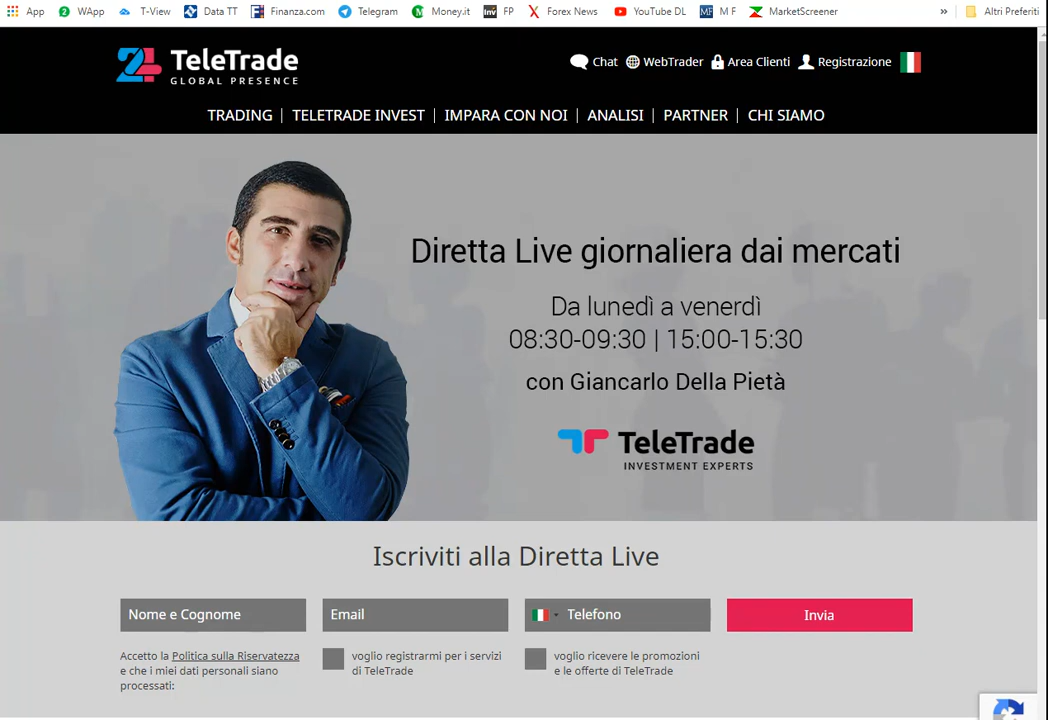 App WApp T-View Data TT Finanza.com Telegram Money.it Inv FP Forex News YouTube DL MF M F MarketScreener » Altri Preferiti
TeleTrade
GLOBAL PRESENCE
Chat WebTrader Area Clienti Registrazione
TRADING | TELETRADE INVEST | IMPARA CON NOI | ANALISI | PARTNER | CHI SIAMO
Diretta Live giornaliera dai mercati
Da lunedì a venerdì
08:30-09:30 | 15:00-15:30
con Giancarlo Della Pietà
TeleTrade
INVESTMENT EXPERTS
Iscriviti alla Diretta Live
Nome e Cognome Email Telefono Invia
Accetto la Politica sulla Riservatezza
e che i miei dati personali siano
processati:
voglio registrarmi per i servizi
di TeleTrade
voglio ricevere le promozioni
e le offerte di TeleTrade